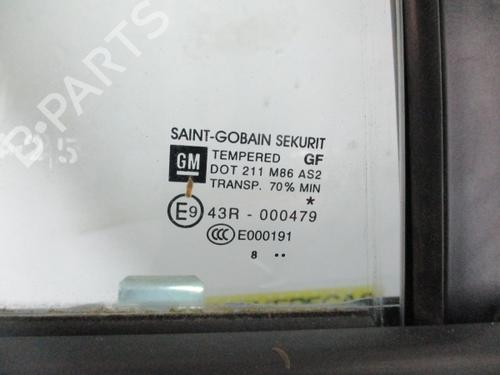 B-PARTS
SAINT-GOBAIN SEKURIT
GM TEMPERED GF
DOT 211 M86 AS2
TRANSP. 70% MIN
*
E9 43R - 000479
CCC E000191
8 ..